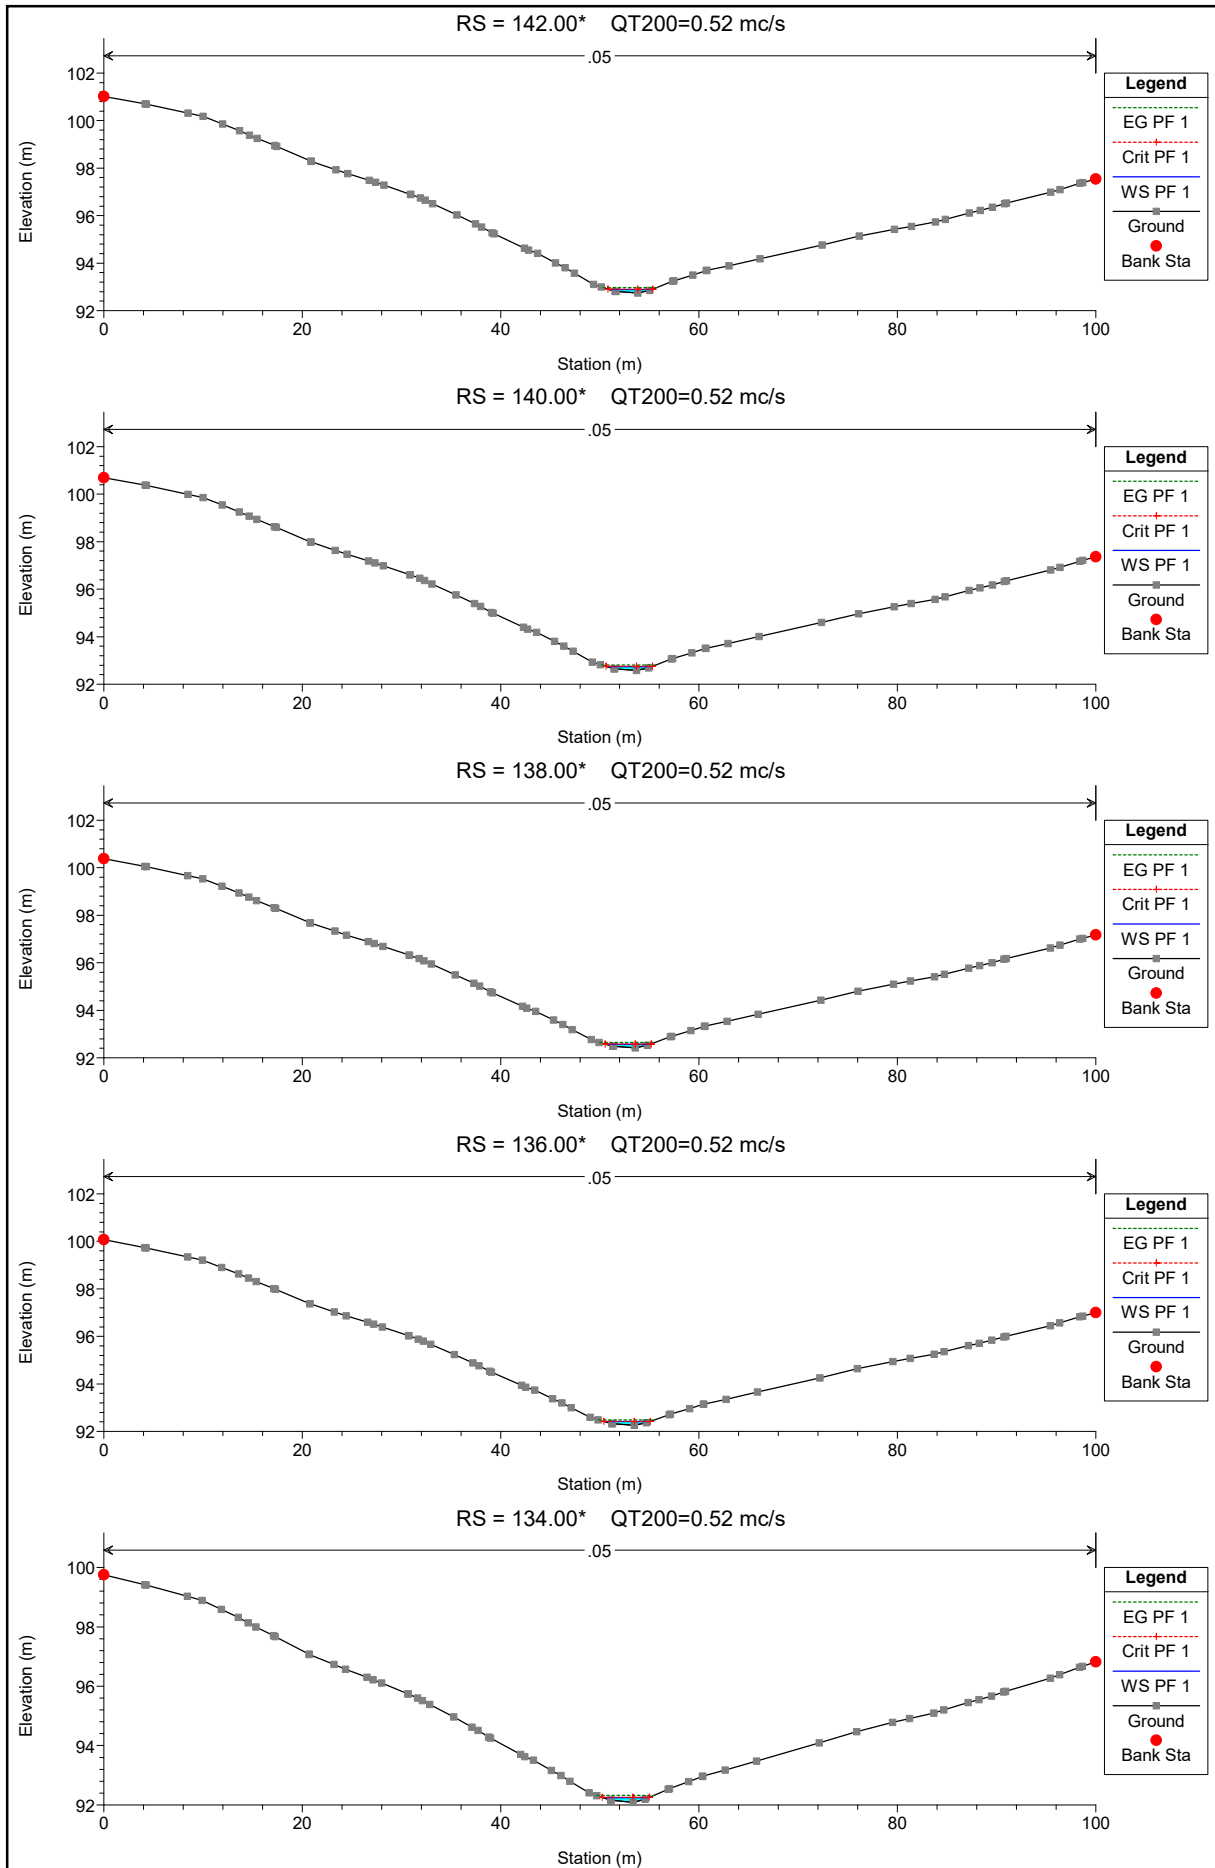 RS = 142.00* QT200=0.52 mc/s
.05
102
100
98
96
94
92
0 20 40 60 80 100
Elevation (m)
Station (m)
Legend
EG PF 1
Crit PF 1
WS PF 1
Ground
Bank Sta
RS = 140.00* QT200=0.52 mc/s
.05
102
100
98
96
94
92
0 20 40 60 80 100
Elevation (m)
Station (m)
Legend
EG PF 1
Crit PF 1
WS PF 1
Ground
Bank Sta
RS = 138.00* QT200=0.52 mc/s
.05
102
100
98
96
94
92
0 20 40 60 80 100
Elevation (m)
Station (m)
Legend
EG PF 1
Crit PF 1
WS PF 1
Ground
Bank Sta
RS = 136.00* QT200=0.52 mc/s
.05
102
100
98
96
94
92
0 20 40 60 80 100
Elevation (m)
Station (m)
Legend
EG PF 1
Crit PF 1
WS PF 1
Ground
Bank Sta
RS = 134.00* QT200=0.52 mc/s
.05
100
98
96
94
92
0 20 40 60 80 100
Elevation (m)
Station (m)
Legend
EG PF 1
Crit PF 1
WS PF 1
Ground
Bank Sta